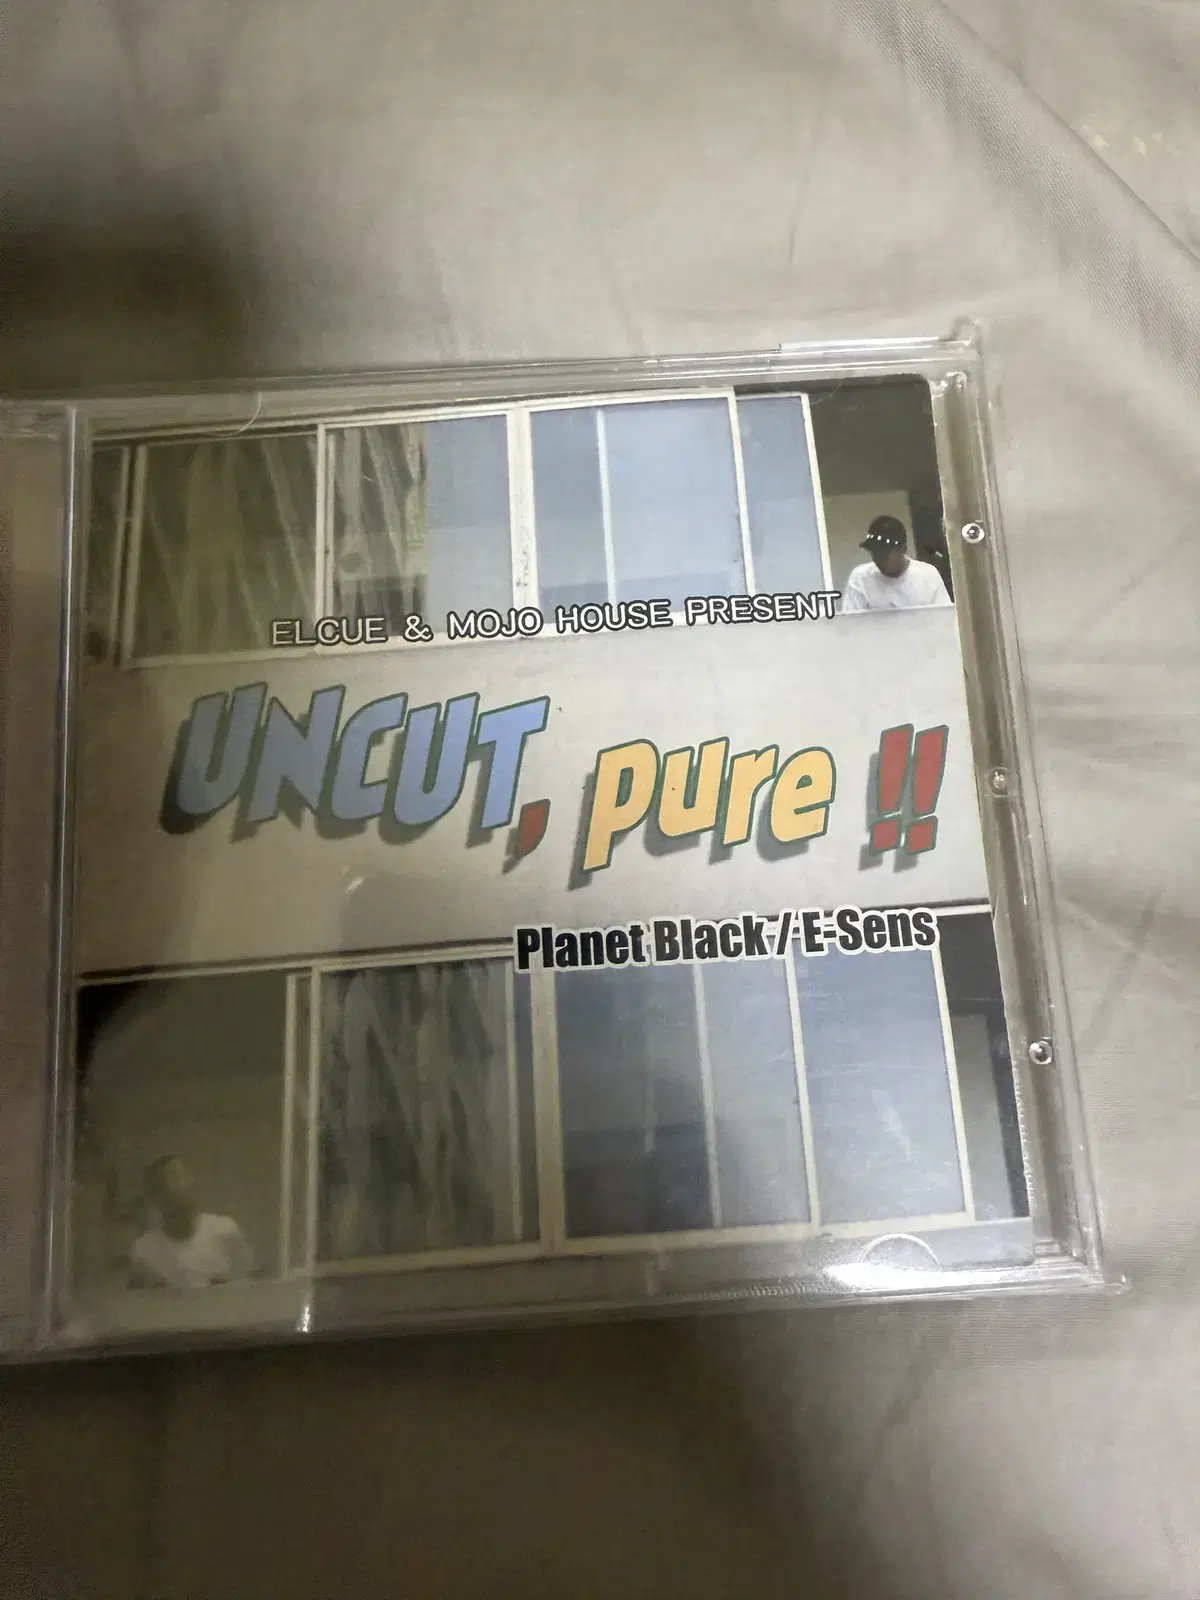 ELCUE & MOJO HOUSE PRESENT
UNCUT, pure !!
Planet Black / E-Sens